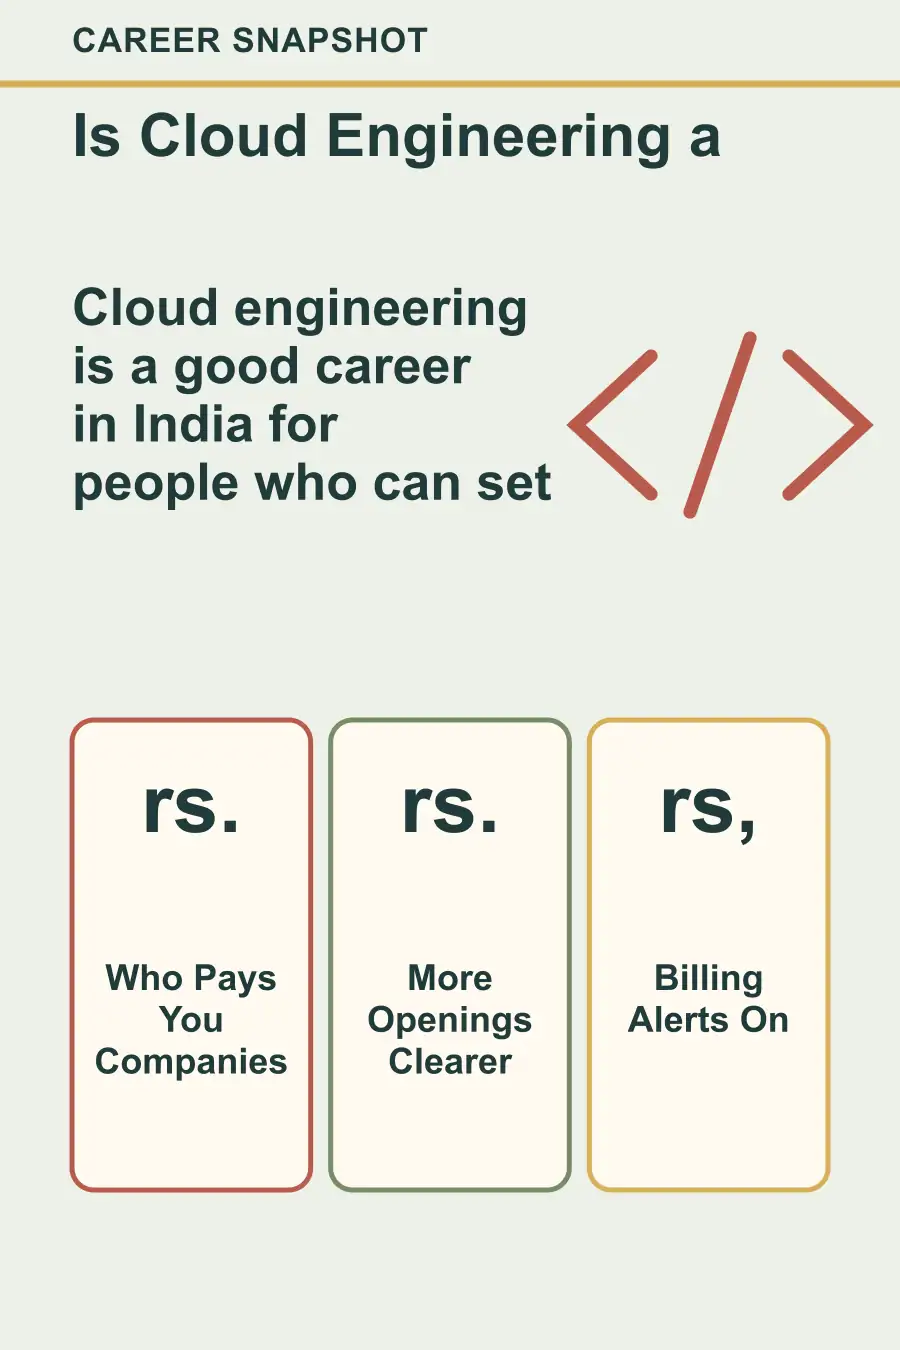 CAREER SNAPSHOT
Is Cloud Engineering a
Cloud engineering
is a good career
in India for
people who can set
rs.
Who Pays
You
Companies
rs.
More
Openings
Clearer
rs,
Billing
Alerts On